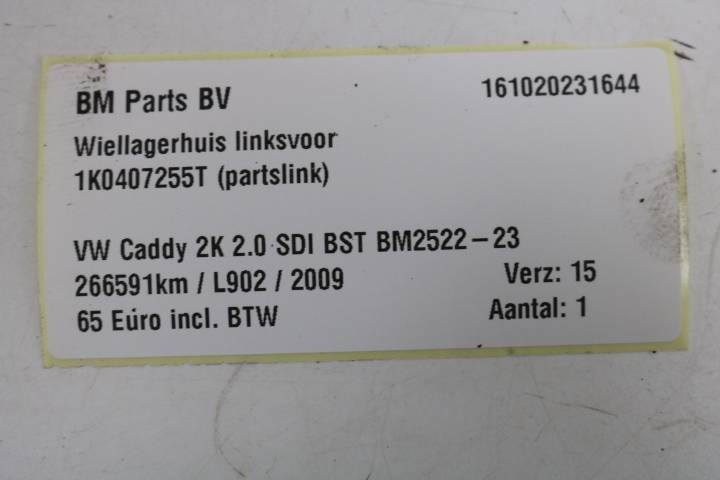 BM Parts BV 161020231644
Wiellagerhuis linksvoor
1K0407255T (partslink)
VW Caddy 2K 2.0 SDI BST BM2522-23
266591km / L902 / 2009 Verz: 15
65 Euro incl. BTW Aantal: 1